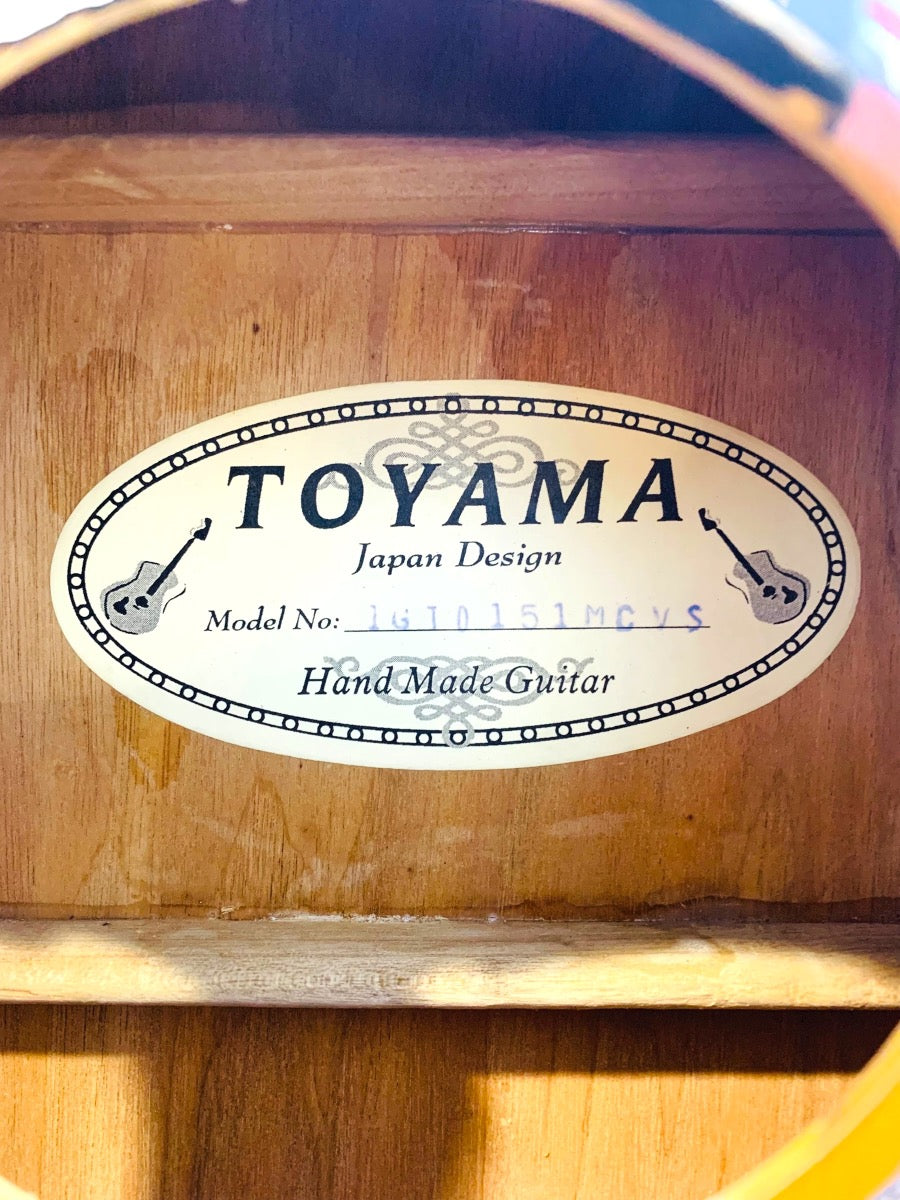 TOYAMA
Japan Design
Model No: 1GT0151MCVS
Hand Made Guitar